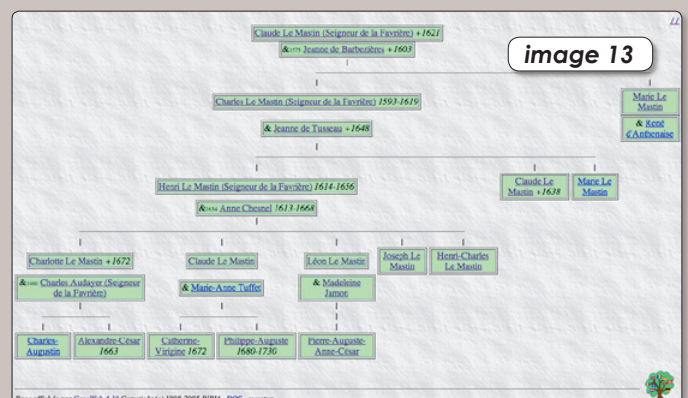 Claude Le Mastin (Seigneur de la Favrière) +1621
& Jeanne de Barbezières +1603
image 13
Charles Le Mastin (Seigneur de la Favrière) 1593-1619
Marie Le
Mastin
& Jeanne de Tusseau +1648
& René
d'Anthenaise
Henri Le Mastin (Seigneur de la Favrière) 1614-1656
Claude Le
Mastin +1638
Marie Le
Mastin
& Anne Chesnel 1613-1668
Charlotte Le Mastin +1672
Claude Le Mastin
Léon Le Mastin
Joseph Le
Mastin
Henri-Charles
Le Mastin
& Charles Audayer (Seigneur
de la Favrière)
& Marie-Anne Tuffet
& Madeleine
Jamon
Charles-
Augustin
Alexandre-César
1663
Catherine-
Virigine 1672
Philippe-Auguste
1680-1730
Pierre-Auguste-
Anne-César